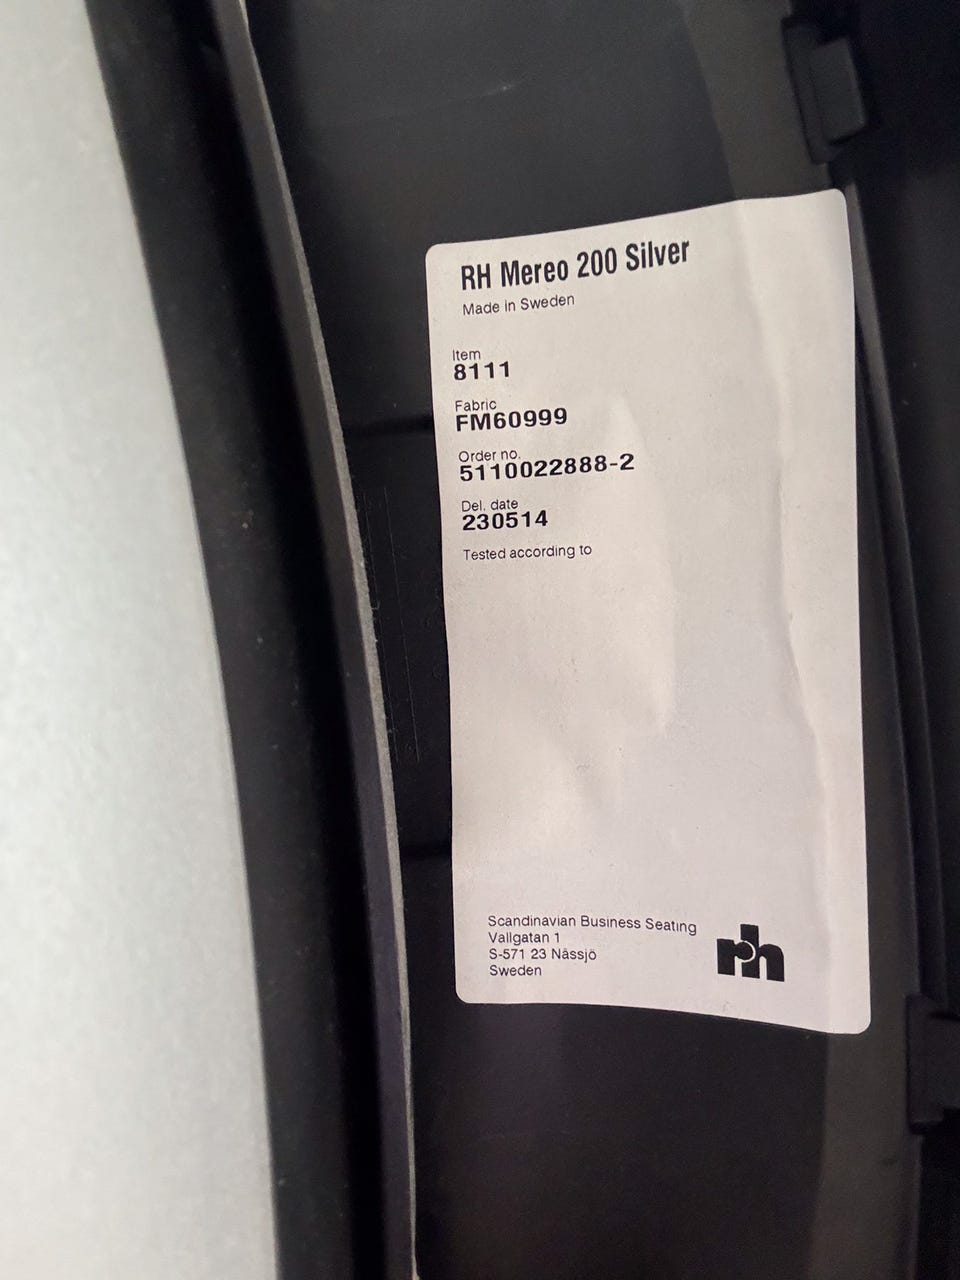 RH Mereo 200 Silver
Made in Sweden
Item
8111
Fabric
FM60999
Order no.
5110022888-2
Del. date
230514
Tested according to
Scandinavian Business Seating
Vallgatan 1
S-571 23 Nässjö
Sweden
rh